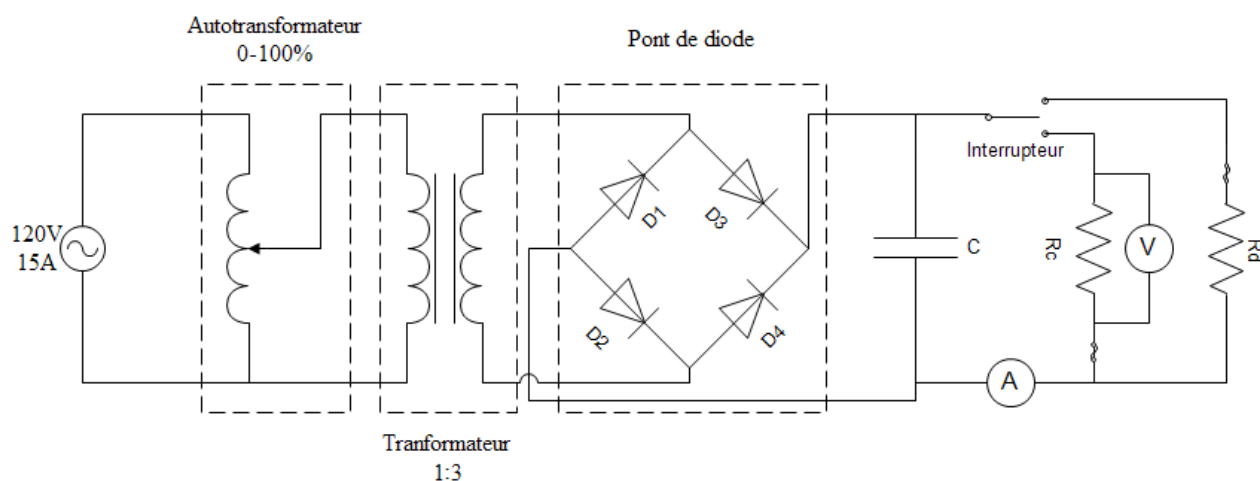 Autotransformateur
0-100%
Pont de diode
120V
15A
D1
D3
D2
D4
C
Interrupteur
Rc
V
Rd
A
Tranformateur
1:3